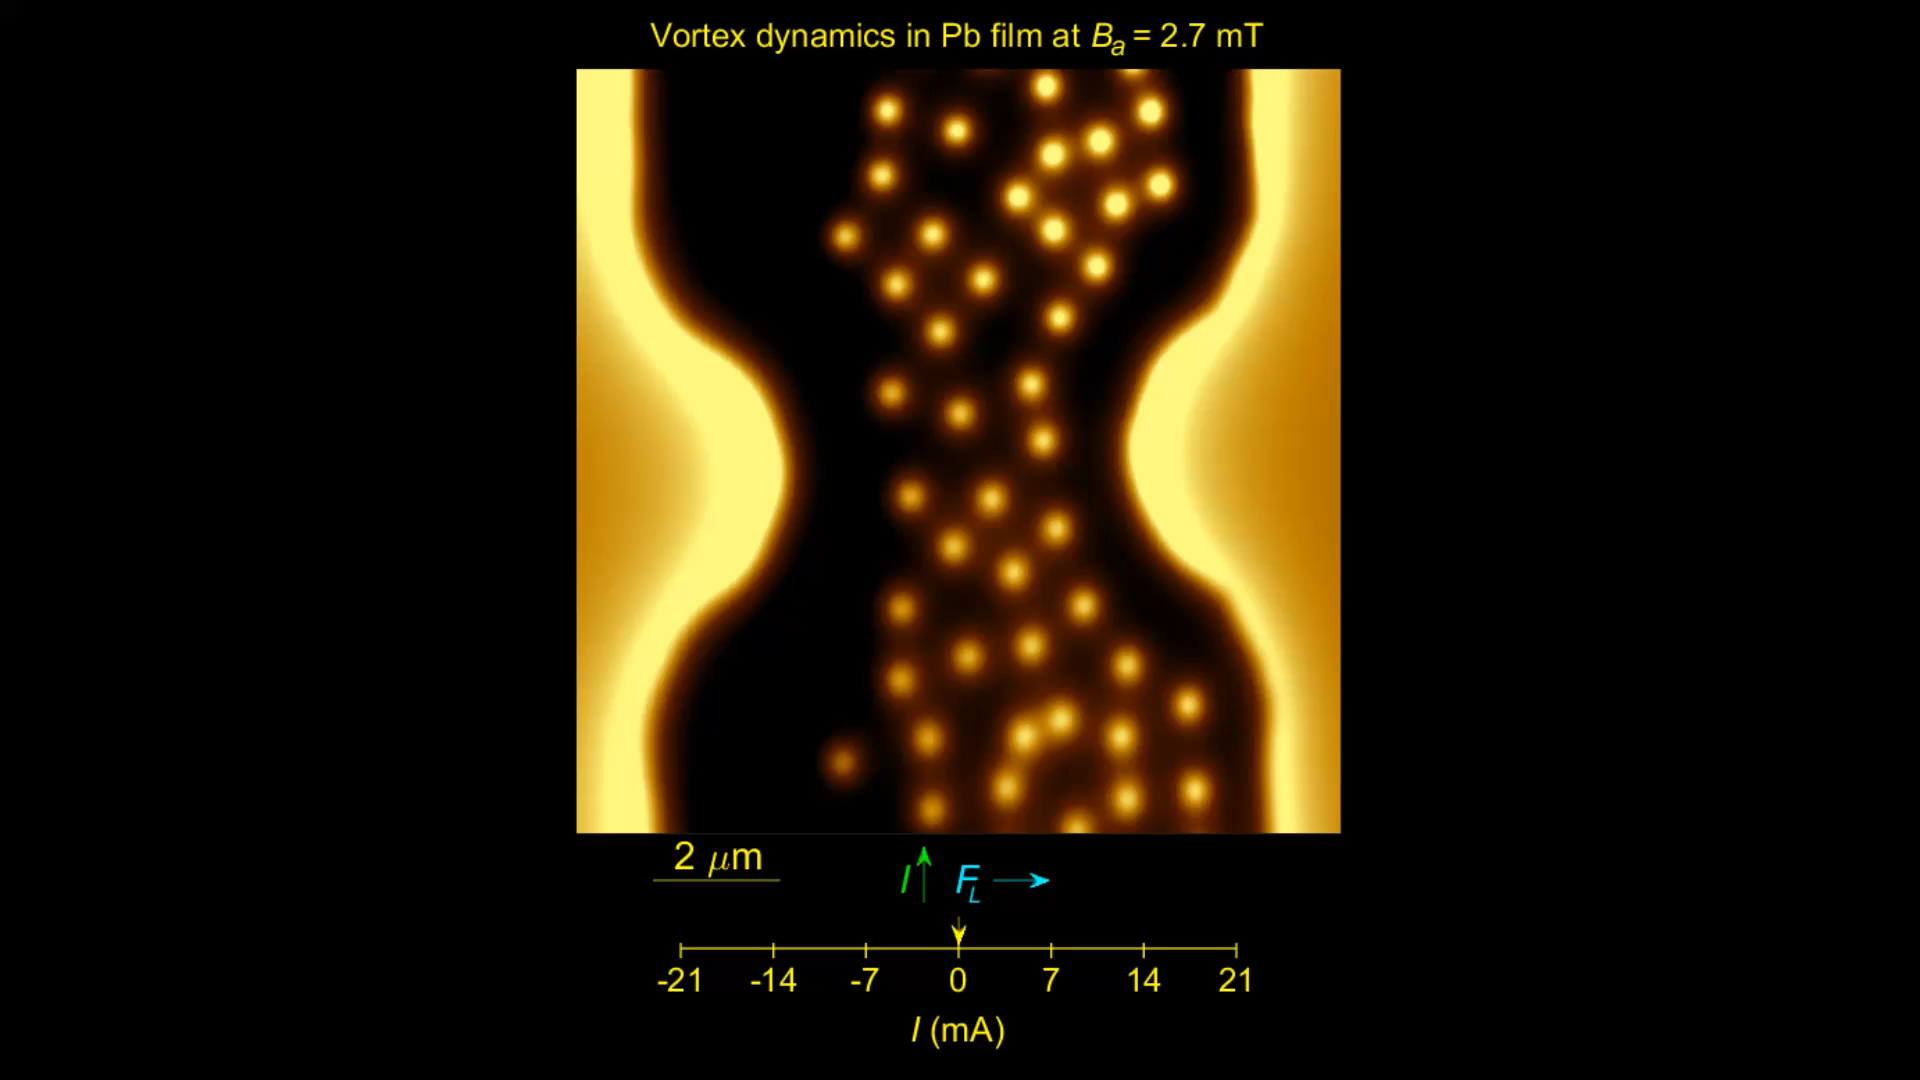 Vortex dynamics in Pb film at Bₐ = 2.7 mT
2 μm
I F_L
-21 -14 -7 0 7 14 21
I (mA)